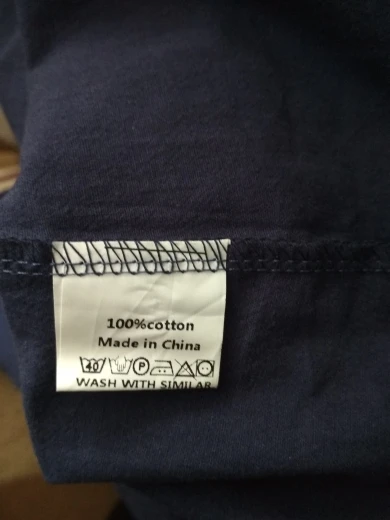 100%cotton
Made in China
40 P
WASH WITH SIMILAR